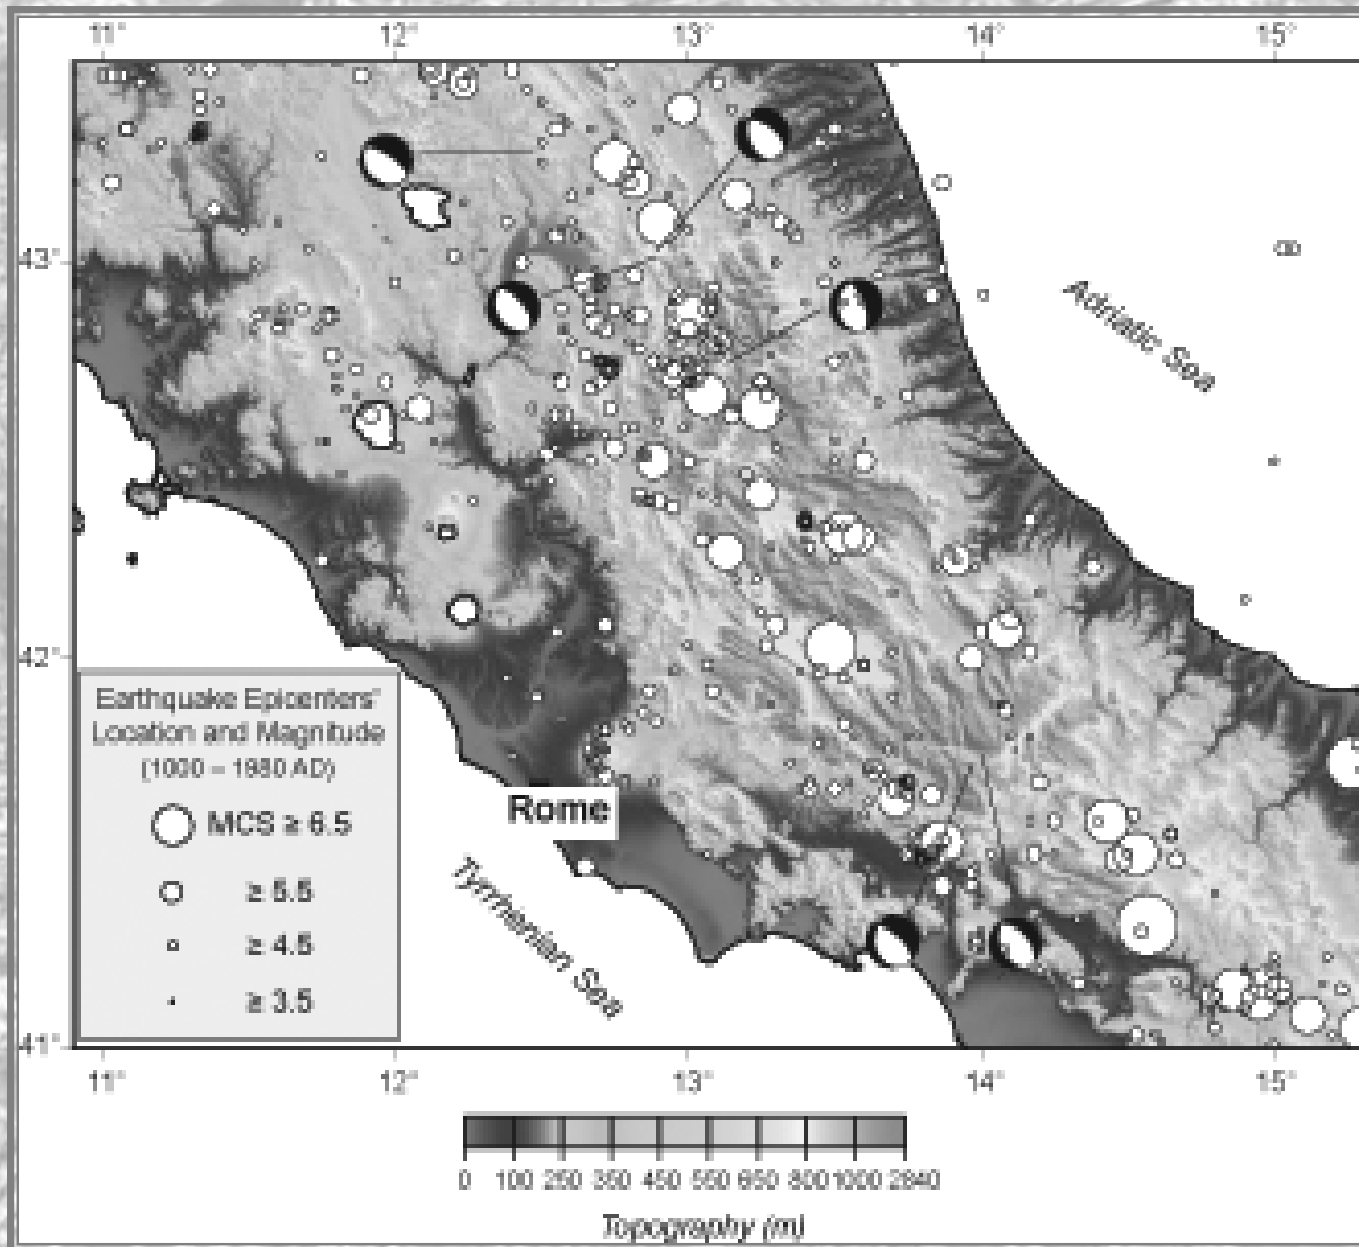 11° 12° 13° 14° 15°
43°
Adriatic Sea
42°
Earthquake Epicenters'
Location and Magnitude
(1000 – 1980 AD)
MCS ≥ 6.5
≥ 5.5
≥ 4.5
≥ 3.5
Rome
Tyrrhenian Sea
41°
11° 12° 13° 14° 15°
0 100 250 350 450 550 650 800 1000 2840
Topography (m)